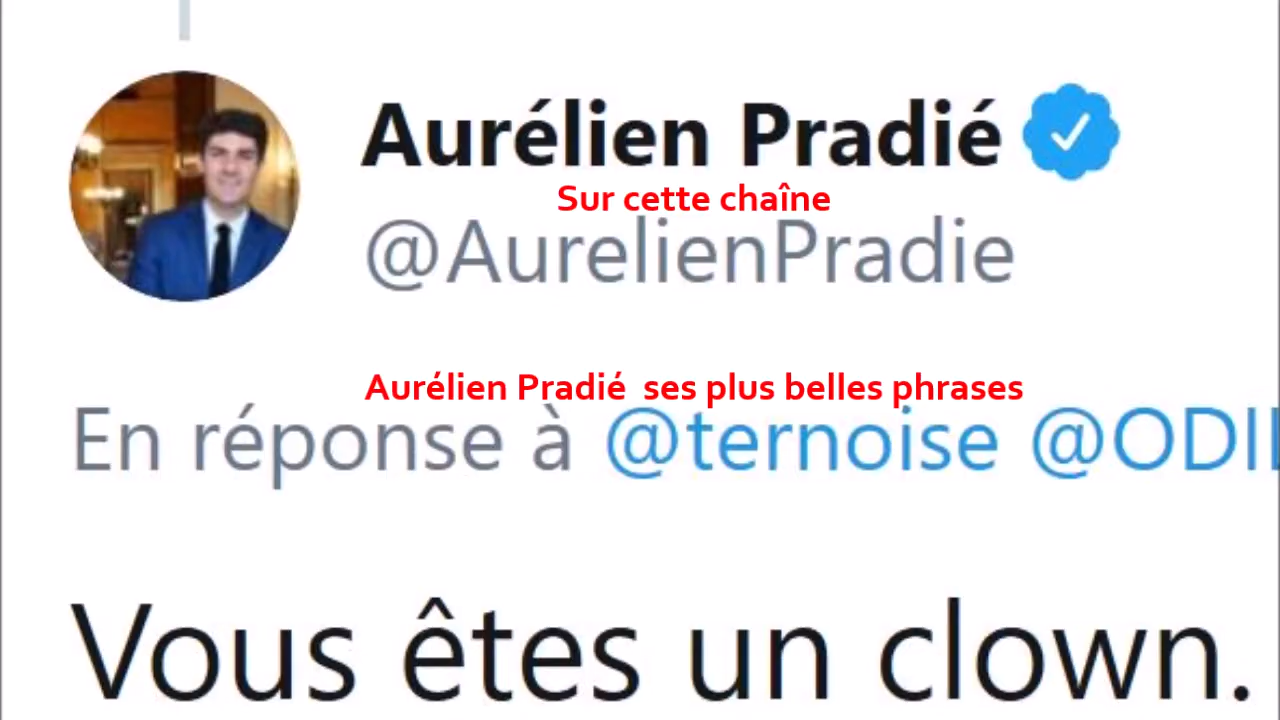 Aurélien Pradié
Sur cette chaîne
@AurelienPradie
Aurélien Pradié ses plus belles phrases
En réponse à @ternoise @ODI
Vous êtes un clown.